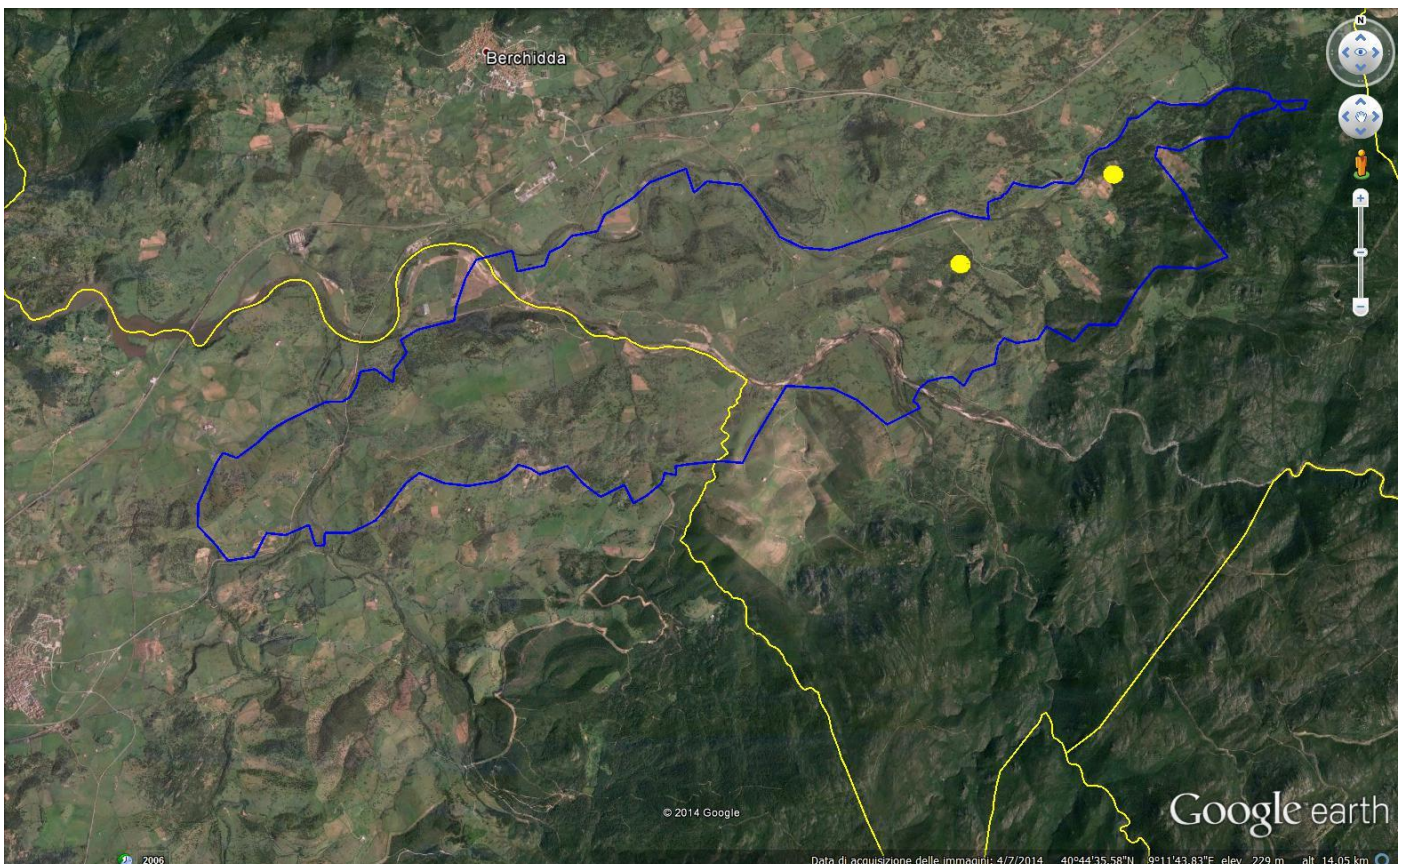 N
Berchidda
© 2014 Google
Google earth
2006
Data di acquisizione delle immagini: 4/7/2014 40°44'35.58"N 9°11'43.83"E elev 229 m alt 14.05 km